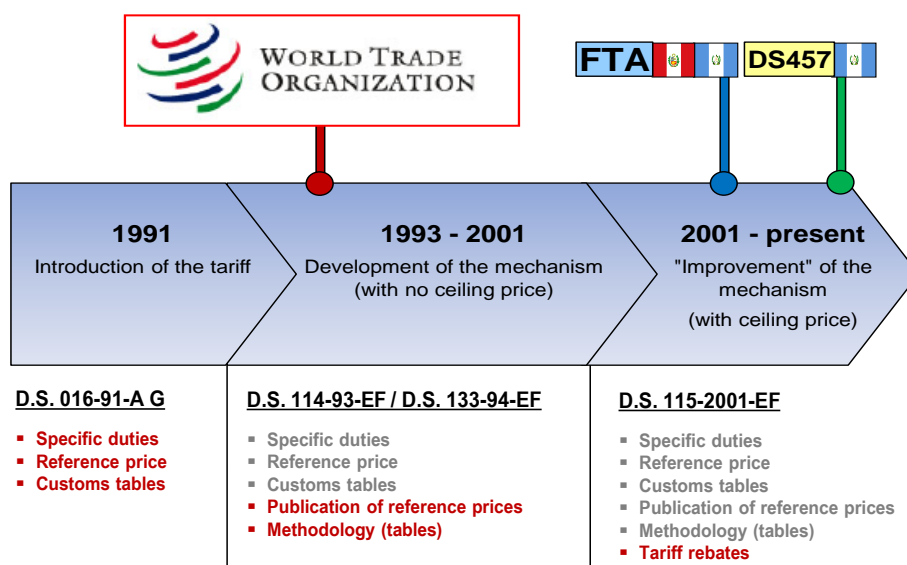 WORLD TRADE
ORGANIZATION
FTA
DS457
1991
Introduction of the tariff
1993 - 2001
Development of the mechanism
(with no ceiling price)
2001 - present
"Improvement" of the
mechanism
(with ceiling price)
D.S. 016-91-A G
▪ Specific duties
▪ Reference price
▪ Customs tables
D.S. 114-93-EF / D.S. 133-94-EF
▪ Specific duties
▪ Reference price
▪ Customs tables
▪ Publication of reference prices
▪ Methodology (tables)
D.S. 115-2001-EF
▪ Specific duties
▪ Reference price
▪ Customs tables
▪ Publication of reference prices
▪ Methodology (tables)
▪ Tariff rebates